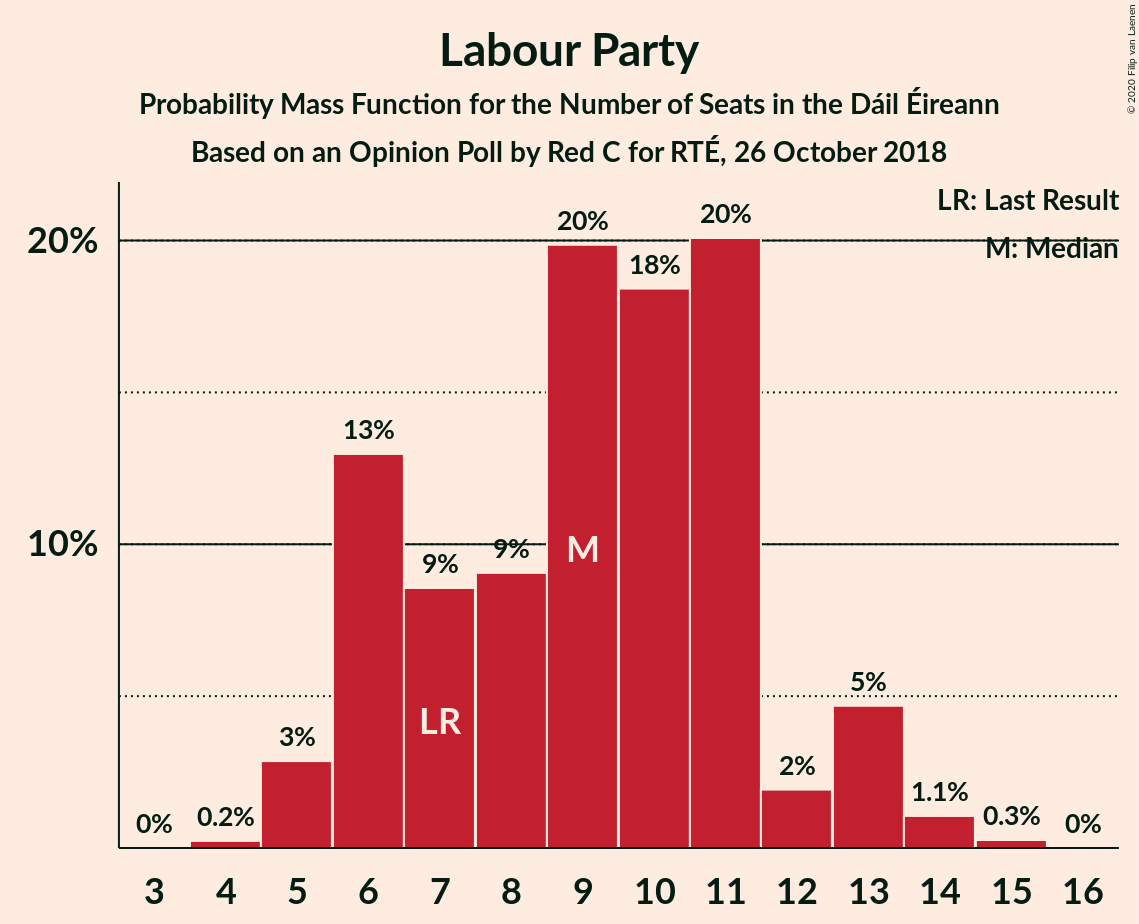 Labour Party
Probability Mass Function for the Number of Seats in the Dáil Éireann
Based on an Opinion Poll by Red C for RTÉ, 26 October 2018
© 2020 Filip van Laenen
LR: Last Result
M: Median
20%
10%
0%
0.2%
3%
13%
9%
9%
20%
18%
20%
2%
5%
1.1%
0.3%
0%
LR
M
3 4 5 6 7 8 9 10 11 12 13 14 15 16